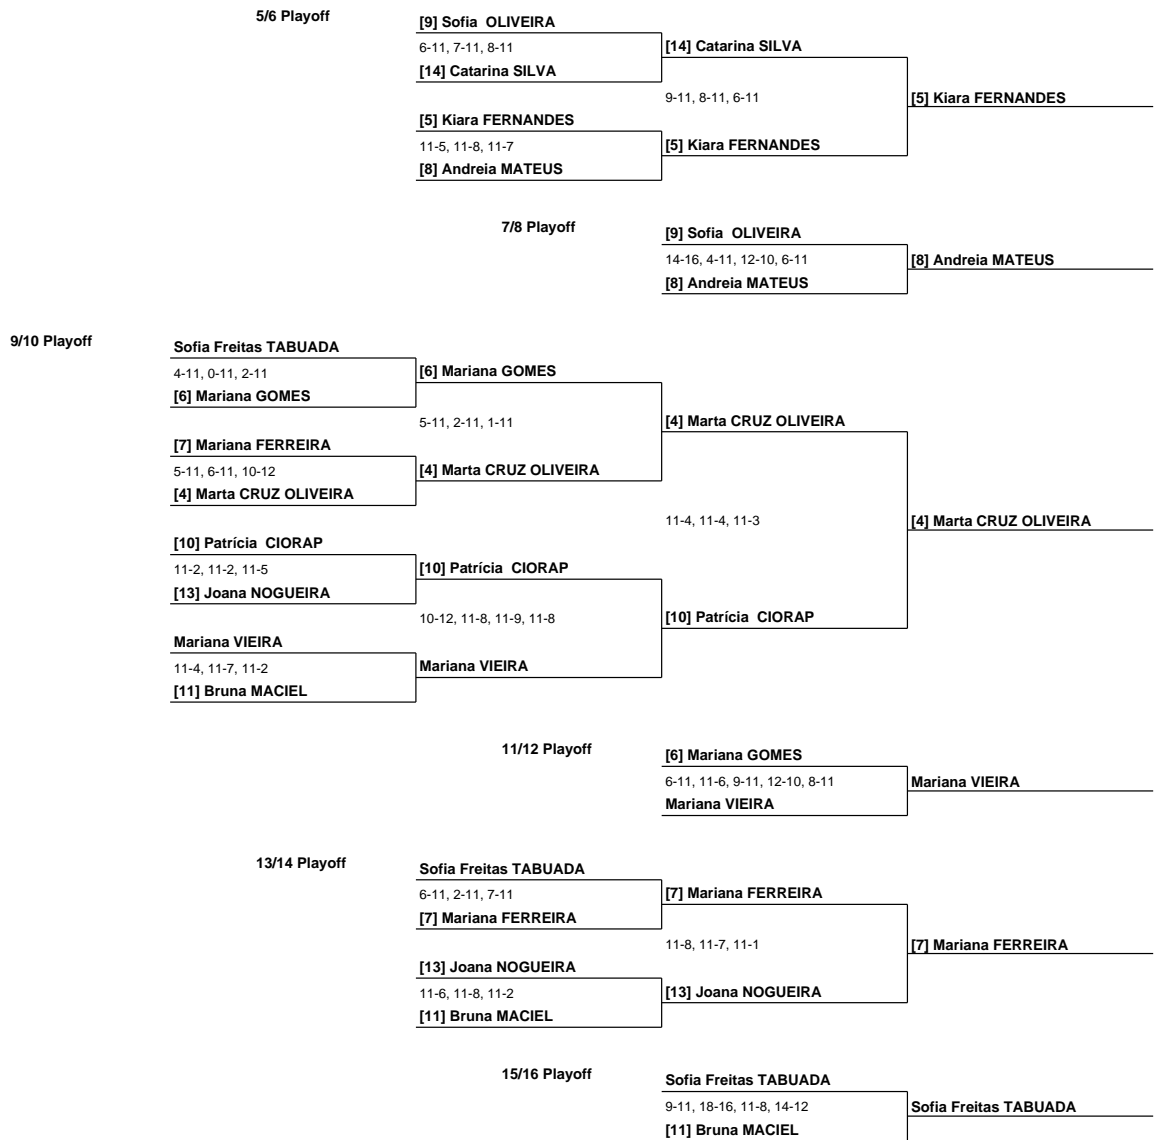 5/6 Playoff
[9] Sofia  OLIVEIRA
6-11, 7-11, 8-11
[14] Catarina SILVA
[14] Catarina SILVA
9-11, 8-11, 6-11
[5] Kiara FERNANDES
[5] Kiara FERNANDES
11-5, 11-8, 11-7
[5] Kiara FERNANDES
[8] Andreia MATEUS
7/8 Playoff
[9] Sofia  OLIVEIRA
14-16, 4-11, 12-10, 6-11
[8] Andreia MATEUS
[8] Andreia MATEUS
9/10 Playoff
Sofia Freitas TABUADA
4-11, 0-11, 2-11
[6] Mariana GOMES
[6] Mariana GOMES
5-11, 2-11, 1-11
[4] Marta CRUZ OLIVEIRA
[7] Mariana FERREIRA
5-11, 6-11, 10-12
[4] Marta CRUZ OLIVEIRA
[4] Marta CRUZ OLIVEIRA
11-4, 11-4, 11-3
[4] Marta CRUZ OLIVEIRA
[10] Patrícia  CIORAP
11-2, 11-2, 11-5
[10] Patrícia  CIORAP
[13] Joana NOGUEIRA
10-12, 11-8, 11-9, 11-8
[10] Patrícia  CIORAP
Mariana VIEIRA
11-4, 11-7, 11-2
Mariana VIEIRA
[11] Bruna MACIEL
11/12 Playoff
[6] Mariana GOMES
6-11, 11-6, 9-11, 12-10, 8-11
Mariana VIEIRA
Mariana VIEIRA
13/14 Playoff
Sofia Freitas TABUADA
6-11, 2-11, 7-11
[7] Mariana FERREIRA
[7] Mariana FERREIRA
11-8, 11-7, 11-1
[7] Mariana FERREIRA
[13] Joana NOGUEIRA
11-6, 11-8, 11-2
[13] Joana NOGUEIRA
[11] Bruna MACIEL
15/16 Playoff
Sofia Freitas TABUADA
9-11, 18-16, 11-8, 14-12
Sofia Freitas TABUADA
[11] Bruna MACIEL